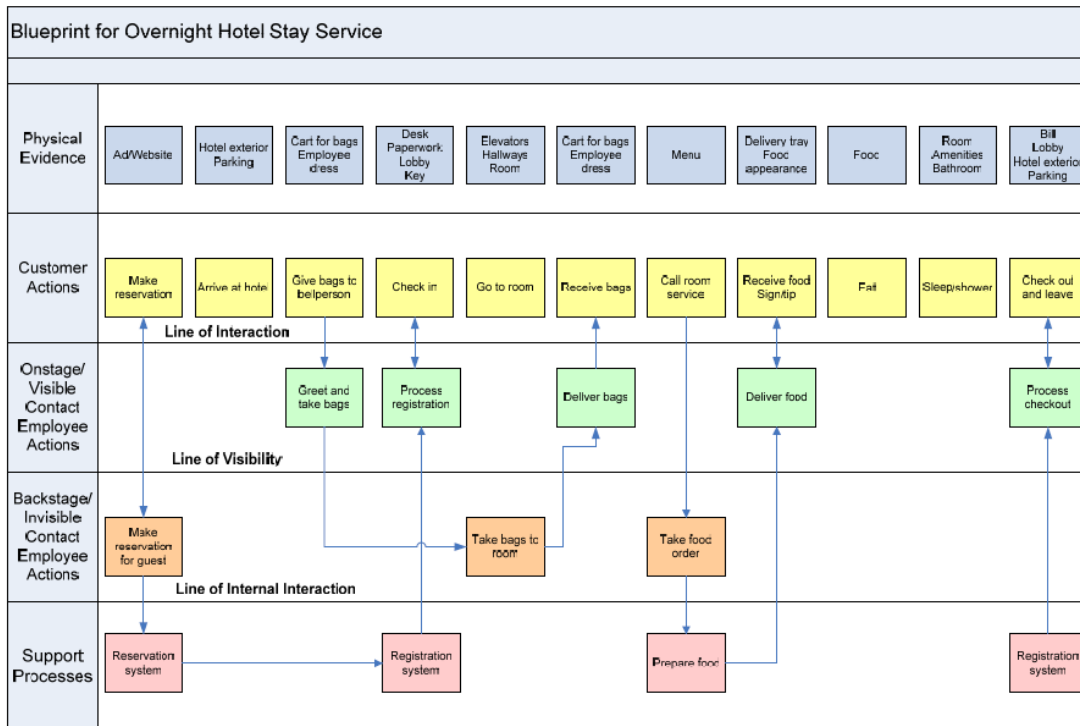 Blueprint for Overnight Hotel Stay Service
Physical
Evidence
Ad/Website
Hotel exterior
Parking
Cart for bags
Employee
dress
Desk
Paperwork
Lobby
Key
Elevators
Hallways
Room
Cart for bags
Employee
dress
Menu
Delivery tray
Food
appearance
Food
Room
Amenities
Bathroom
Bill
Lobby
Hotel exterior
Parking
Customer
Actions
Make
reservation
Arrive at hotel
Give bags to
bellperson
Check in
Go to room
Receive bags
Call room
service
Receive food
Sign/tip
Eat
Sleep/shower
Check out
and leave
Line of Interaction
Onstage/
Visible
Contact
Employee
Actions
Greet and
take bags
Process
registration
Deliver bags
Deliver food
Process
checkout
Line of Visibility
Backstage/
Invisible
Contact
Employee
Actions
Make
reservation
for guest
Take bags to
room
Take food
order
Line of Internal Interaction
Support
Processes
Reservation
system
Registration
system
Prepare food
Registration
system